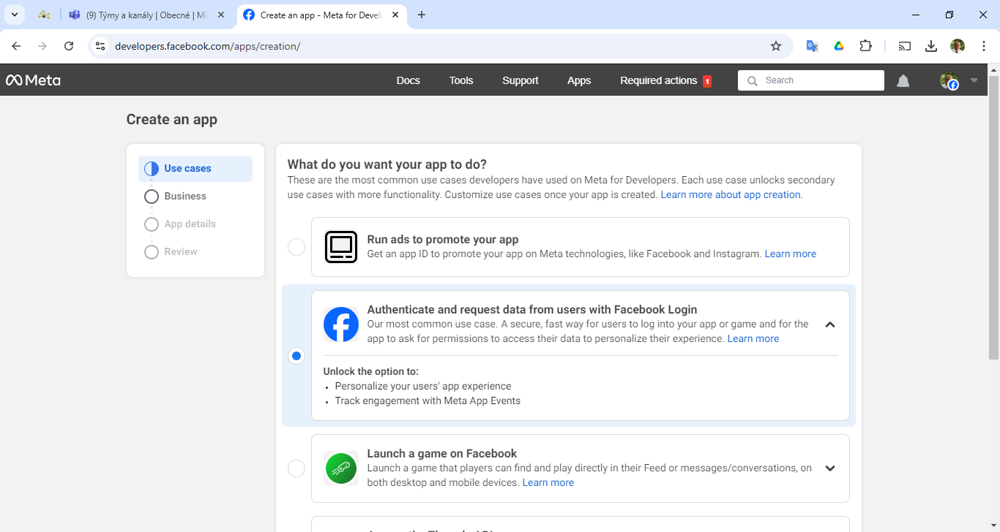 (9) Týmy a kanály | Obecné | Mi
Create an app - Meta for Develo
developers.facebook.com/apps/creation/
Meta
Docs
Tools
Support
Apps
Required actions
1
Search
Create an app
Use cases
Business
App details
Review
What do you want your app to do?
These are the most common use cases developers have used on Meta for Developers. Each use case unlocks secondary
use cases with more functionality. Customize use cases once your app is created. Learn more about app creation.
Run ads to promote your app
Get an app ID to promote your app on Meta technologies, like Facebook and Instagram. Learn more
Authenticate and request data from users with Facebook Login
Our most common use case. A secure, fast way for users to log into your app or game and for the
app to ask for permissions to access their data to personalize their experience. Learn more
Unlock the option to:
• Personalize your users' app experience
• Track engagement with Meta App Events
Launch a game on Facebook
Launch a game that players can find and play directly in their Feed or messages/conversations, on
both desktop and mobile devices. Learn more